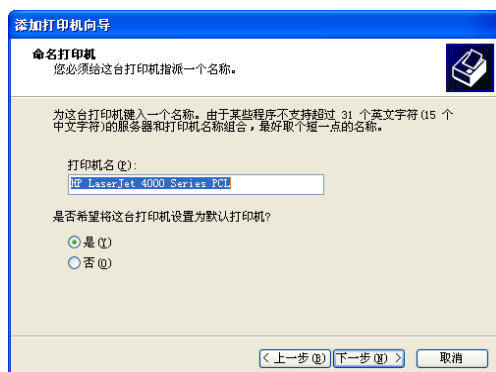 添加打印机向导
命名打印机
您必须给这台打印机指派一个名称。
为这台打印机键入一个名称。由于某些程序不支持超过 31 个英文字符(15 个
中文字符)的服务器和打印机名称组合，最好取个短一点的名称。
打印机名(P):
HP LaserJet 4000 Series PCL
是否希望将这台打印机设置为默认打印机?
是(Y)
否(O)
< 上一步(B) 下一步(N) > 取消